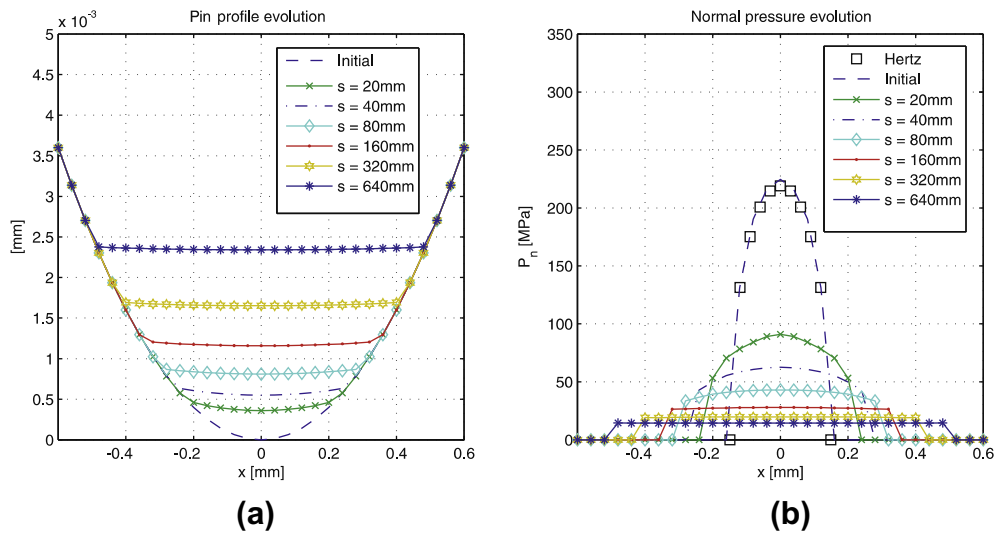 Pin profile evolution
x 10⁻³
5
4.5
4
3.5
3
2.5
2
1.5
1
0.5
0
[mm]
-0.4 -0.2 0 0.2 0.4 0.6
x [mm]
Initial
s = 20mm
s = 40mm
s = 80mm
s = 160mm
s = 320mm
s = 640mm
(a)
Normal pressure evolution
350
300
250
200
150
100
50
0
Pₙ [MPa]
-0.4 -0.2 0 0.2 0.4 0.6
x [mm]
Hertz
Initial
s = 20mm
s = 40mm
s = 80mm
s = 160mm
s = 320mm
s = 640mm
(b)